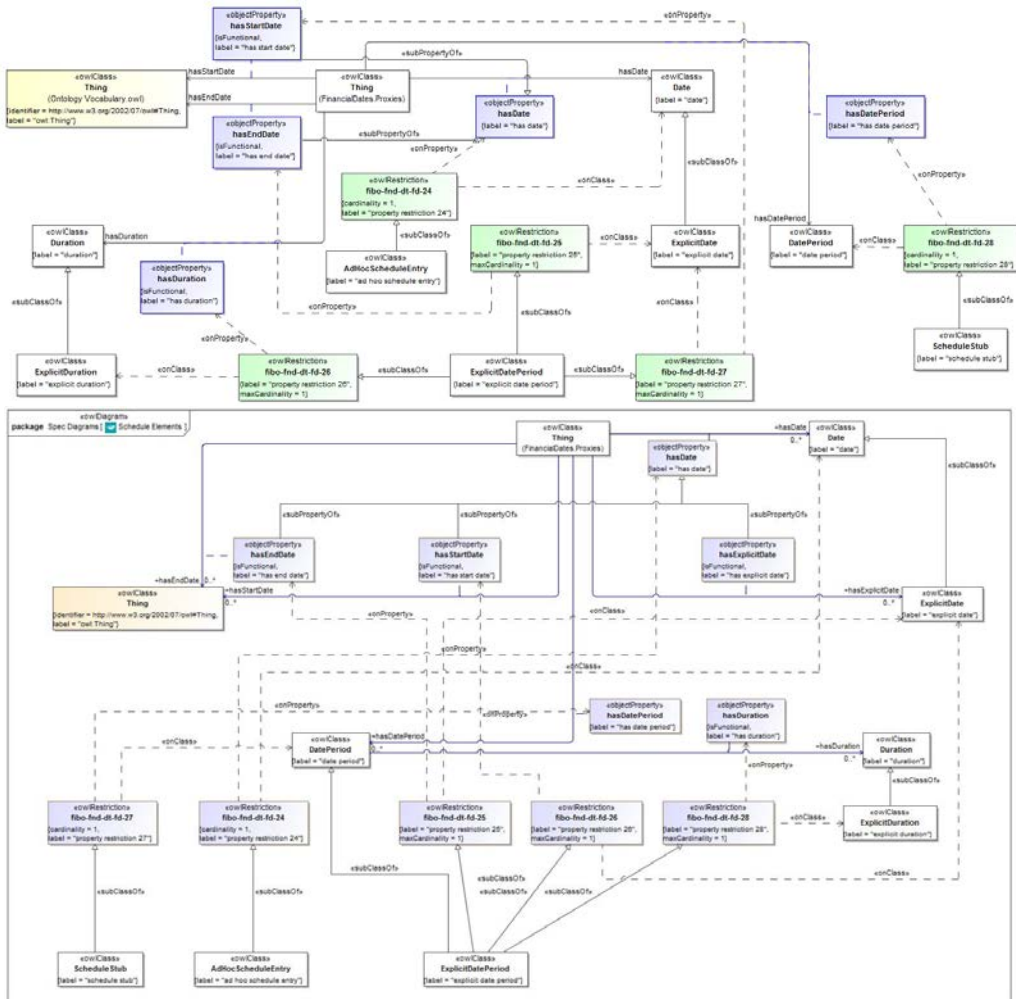 «objectProperty»
hasStartDate
{isFunctional,
label = "has start date"}
«onProperty»
«subPropertyOf»
«owlClass»
Thing
(Ontology Vocabulary.owl)
{identifier = http://www.w3.org/2002/07/owl#Thing,
label = "owl:Thing"}
hasStartDate
hasEndDate
«owlClass»
Thing
(FinancialDates.Proxies)
hasDate
«owlClass»
Date
{label = "date"}
«objectProperty»
hasDate
{label = "has date"}
«objectProperty»
hasDatePeriod
{label = "has date period"}
«objectProperty»
hasEndDate
{isFunctional,
label = "has end date"}
«subPropertyOf»
«onProperty»
«subClassOf»
«onProperty»
«owlRestriction»
fibo-fnd-dt-fd-24
{cardinality = 1,
label = "property restriction 24"}
«onClass»
«owlClass»
Duration
{label = "duration"}
hasDuration
«subClassOf»
«owlRestriction»
fibo-fnd-dt-fd-25
{label = "property restriction 25",
maxCardinality = 1}
«onClass»
«owlClass»
ExplicitDate
{label = "explicit date"}
hasDatePeriod
«owlClass»
DatePeriod
{label = "date period"}
«onClass»
«owlRestriction»
fibo-fnd-dt-fd-28
{cardinality = 1,
label = "property restriction 28"}
«objectProperty»
hasDuration
{isFunctional,
label = "has duration"}
«owlClass»
AdHocScheduleEntry
{label = "ad hoc schedule entry"}
«onProperty»
«onClass»
«subClassOf»
«subClassOf»
«onProperty»
«subClassOf»
«owlClass»
ScheduleStub
{label = "schedule stub"}
«owlClass»
ExplicitDuration
{label = "explicit duration"}
«onClass»
«owlRestriction»
fibo-fnd-dt-fd-26
{label = "property restriction 26",
maxCardinality = 1}
«subClassOf»
«owlClass»
ExplicitDatePeriod
{label = "explicit date period"}
«subClassOf»
«owlRestriction»
fibo-fnd-dt-fd-27
{label = "property restriction 27",
maxCardinality = 1}
«owlDiagram»
package Spec Diagrams [ Schedule Elements ]
«owlClass»
Thing
(FinancialDates.Proxies)
+hasDate
0..*
«owlClass»
Date
{label = "date"}
«objectProperty»
hasDate
{label = "has date"}
«subClassOf»
«subPropertyOf»
«subPropertyOf»
«subPropertyOf»
«objectProperty»
hasEndDate
{isFunctional,
label = "has end date"}
«objectProperty»
hasStartDate
{isFunctional,
label = "has start date"}
«objectProperty»
hasExplicitDate
{isFunctional,
label = "has explicit date"}
+hasEndDate 0..*
+hasStartDate
0..*
+hasExplicitDate
0..*
«owlClass»
Thing
{identifier = http://www.w3.org/2002/07/owl#Thing,
label = "owl:Thing"}
«owlClass»
ExplicitDate
{label = "explicit date"}
«onProperty»
«onClass»
«onProperty»
«onProperty»
«onClass»
«onProperty»
«objectProperty»
hasDatePeriod
{label = "has date period"}
«objectProperty»
hasDuration
{isFunctional,
label = "has duration"}
«onProperty»
«onClass»
«owlClass»
DatePeriod
{label = "date period"}
+hasDatePeriod
0..*
+hasDuration
0..*
«owlClass»
Duration
{label = "duration"}
«onProperty»
«subClassOf»
«owlRestriction»
fibo-fnd-dt-fd-27
{cardinality = 1,
label = "property restriction 27"}
«owlRestriction»
fibo-fnd-dt-fd-24
{cardinality = 1,
label = "property restriction 24"}
«owlRestriction»
fibo-fnd-dt-fd-25
{label = "property restriction 25",
maxCardinality = 1}
«owlRestriction»
fibo-fnd-dt-fd-26
{label = "property restriction 26",
maxCardinality = 1}
«owlRestriction»
fibo-fnd-dt-fd-28
{label = "property restriction 28",
maxCardinality = 1}
«onClass»
«owlClass»
ExplicitDuration
{label = "explicit duration"}
«onClass»
«subClassOf»
«subClassOf»
«subClassOf»
«subClassOf»
«subClassOf»
«subClassOf»
«owlClass»
ScheduleStub
{label = "schedule stub"}
«owlClass»
AdHocScheduleEntry
{label = "ad hoc schedule entry"}
«owlClass»
ExplicitDatePeriod
{label = "explicit date period"}